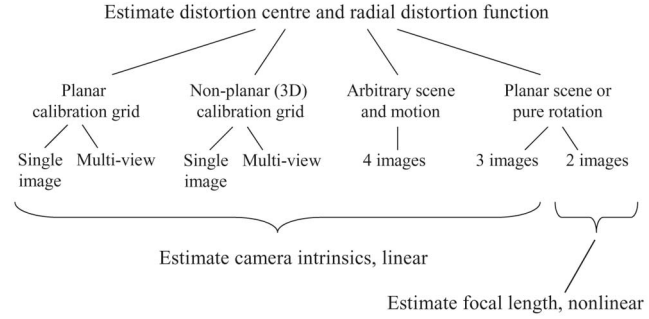 Estimate distortion centre and radial distortion function
Planar
calibration grid
Non-planar (3D)
calibration grid
Arbitrary scene
and motion
Planar scene or
pure rotation
Single
image
Multi-view
Single
image
Multi-view
4 images
3 images
2 images
Estimate camera intrinsics, linear
Estimate focal length, nonlinear